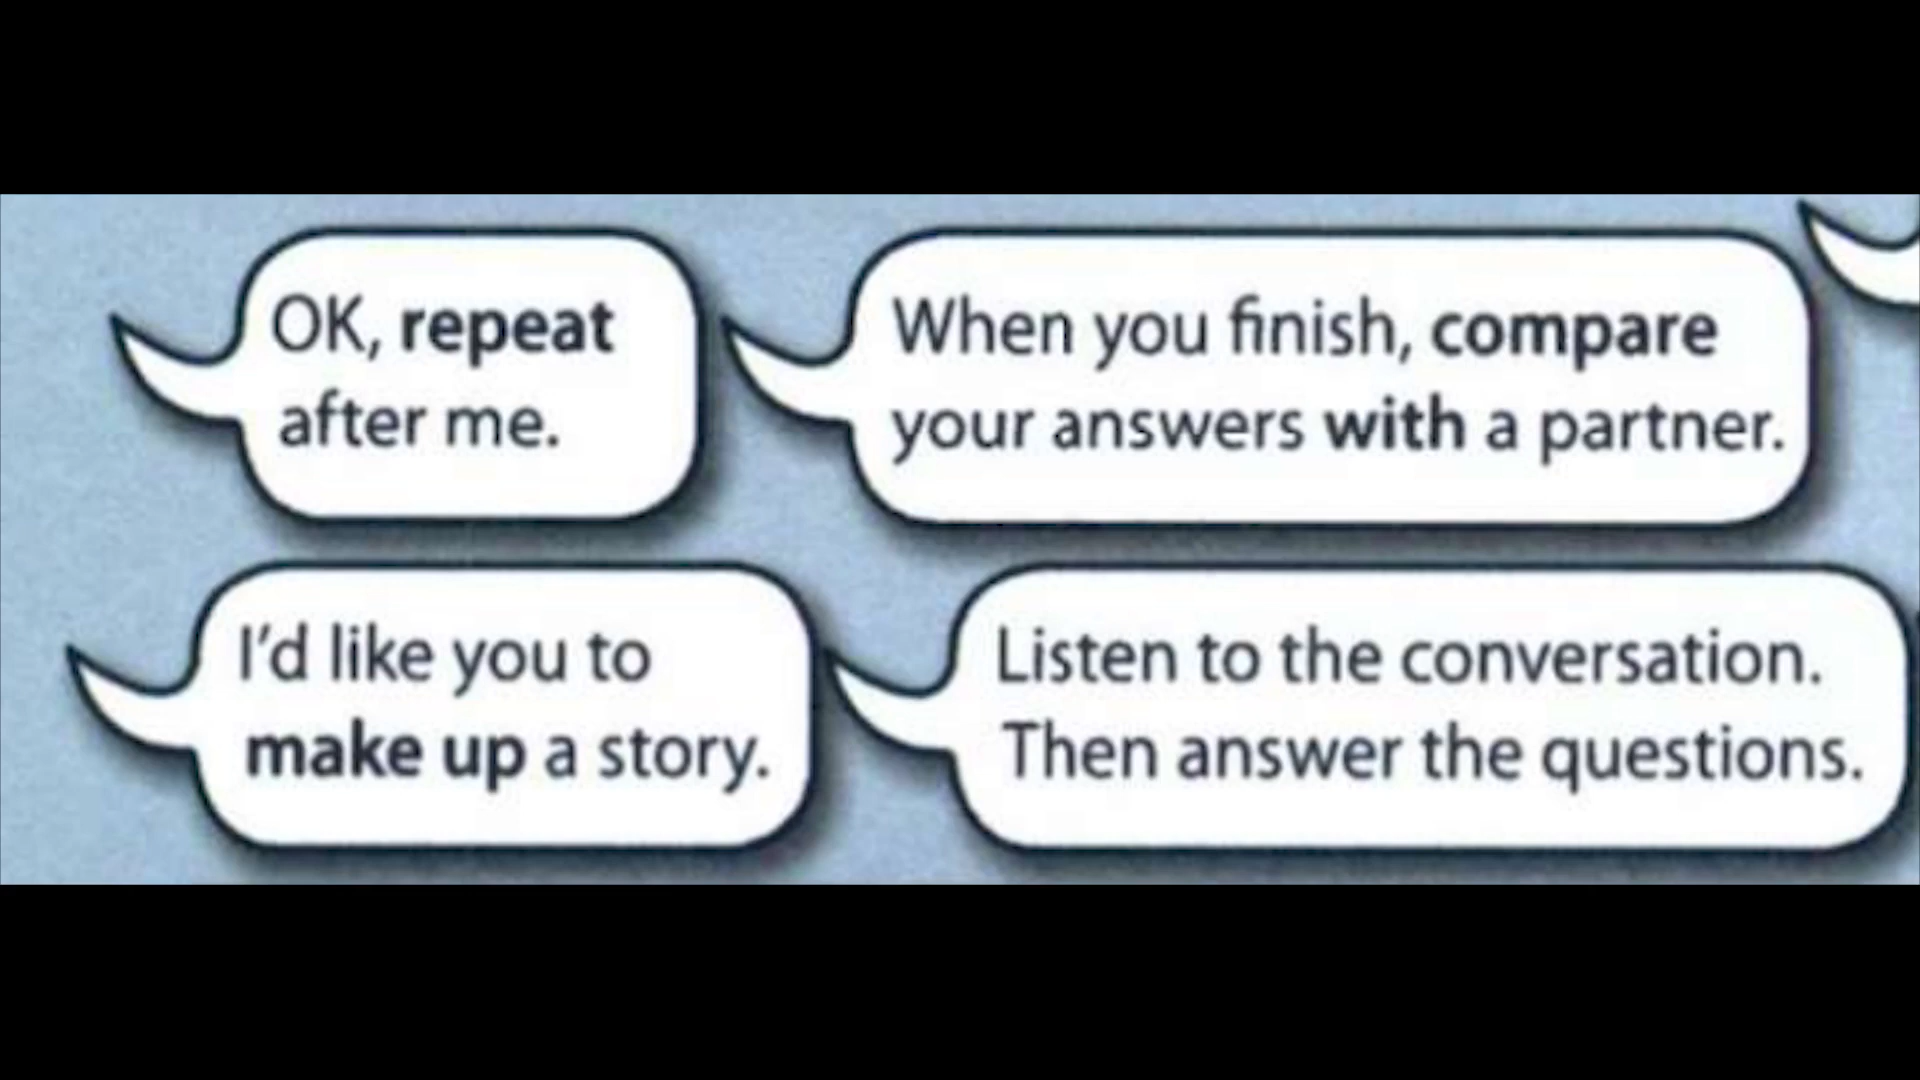 OK, repeat
after me.
When you finish, compare
your answers with a partner.
I'd like you to
make up a story.
Listen to the conversation.
Then answer the questions.